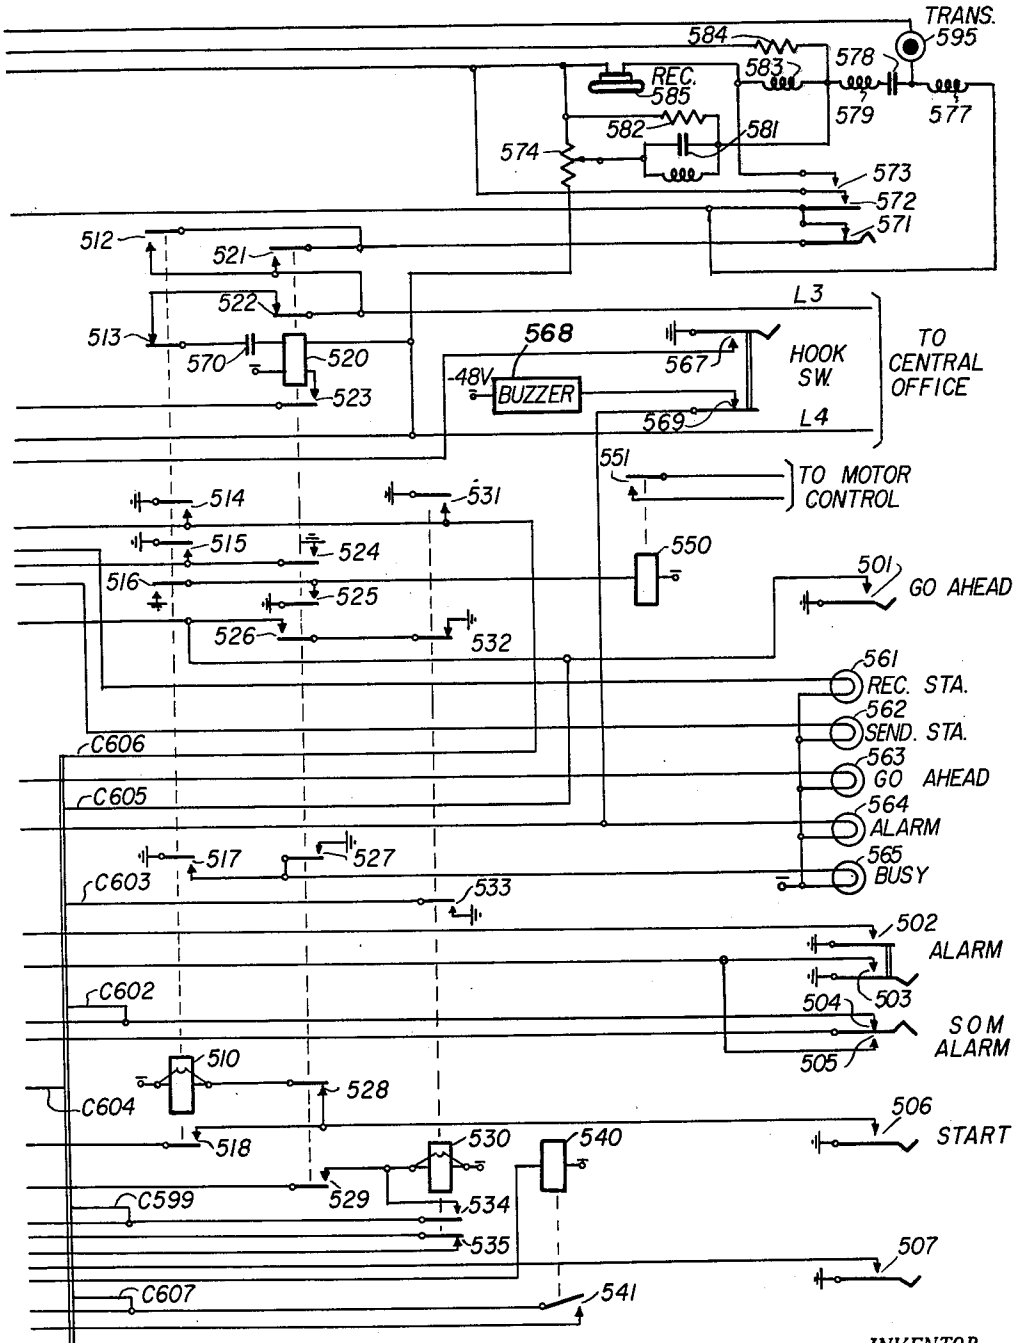 TRANS.
595
584
578
583
REC.
585
579
577
582
581
574
573
572
571
512
521
522
L3
513
570
520
568
567
HOOK
SW.
TO
CENTRAL
OFFICE
-48V
BUZZER
523
569
L4
551
TO MOTOR
CONTROL
514
531
515
524
550
516
525
501
GO AHEAD
526
532
561
REC. STA.
562
SEND. STA.
C606
563
GO AHEAD
C605
564
ALARM
517
527
565
BUSY
C603
533
502
ALARM
C602
503
504
SOM
ALARM
505
510
528
C604
506
START
518
530
540
529
C599
534
535
507
C607
541
INVENTOR